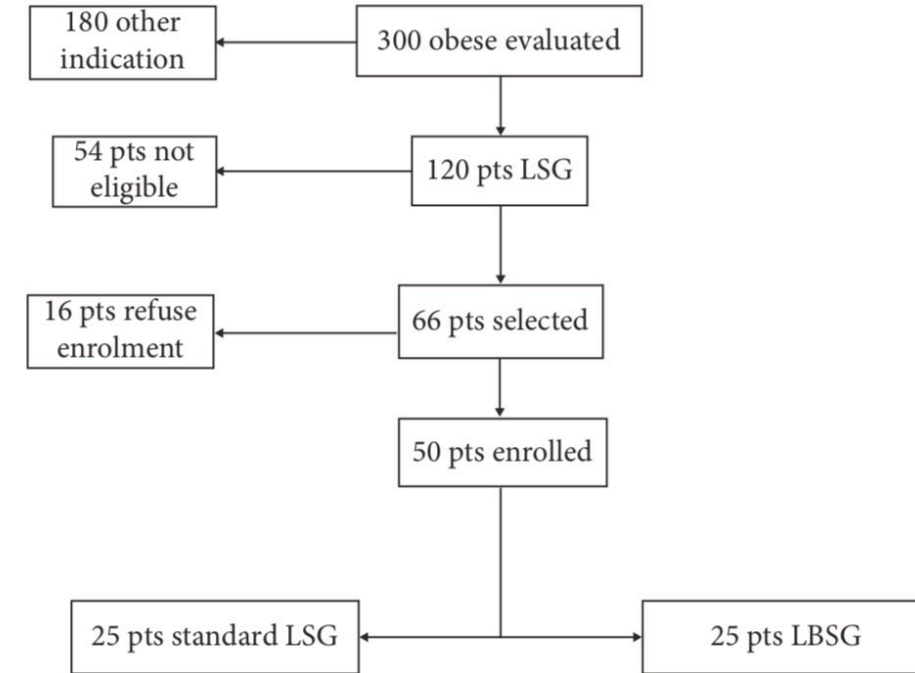 180 other
indication
300 obese evaluated
54 pts not
eligible
120 pts LSG
16 pts refuse
enrolment
66 pts selected
50 pts enrolled
25 pts standard LSG
25 pts LBSG